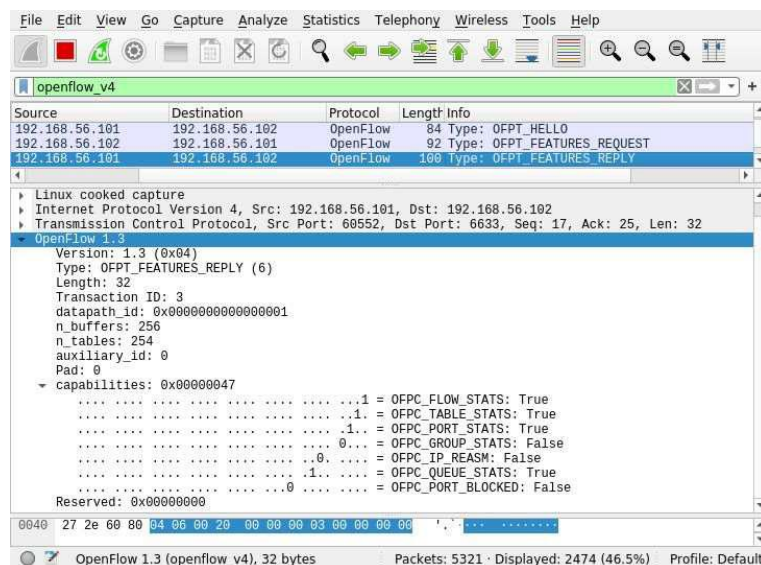 File Edit View Go Capture Analyze Statistics Telephony Wireless Tools Help
openflow_v4
Source Destination Protocol Length Info
192.168.56.101 192.168.56.102 OpenFlow 84 Type: OFPT_HELLO
192.168.56.102 192.168.56.101 OpenFlow 92 Type: OFPT_FEATURES_REQUEST
192.168.56.101 192.168.56.102 OpenFlow 100 Type: OFPT_FEATURES_REPLY
Linux cooked capture
Internet Protocol Version 4, Src: 192.168.56.101, Dst: 192.168.56.102
Transmission Control Protocol, Src Port: 60552, Dst Port: 6633, Seq: 17, Ack: 25, Len: 32
OpenFlow 1.3
Version: 1.3 (0x04)
Type: OFPT_FEATURES_REPLY (6)
Length: 32
Transaction ID: 3
datapath_id: 0x0000000000000001
n_buffers: 256
n_tables: 254
auxiliary_id: 0
Pad: 0
capabilities: 0x00000047
.... .... .... .... .... .... .... ...1 = OFPC_FLOW_STATS: True
.... .... .... .... .... .... .... ..1. = OFPC_TABLE_STATS: True
.... .... .... .... .... .... .... .1.. = OFPC_PORT_STATS: True
.... .... .... .... .... .... .... 0... = OFPC_GROUP_STATS: False
.... .... .... .... .... .... ..0. .... = OFPC_IP_REASM: False
.... .... .... .... .... .... .1.. .... = OFPC_QUEUE_STATS: True
.... .... .... .... .... ...0 .... .... = OFPC_PORT_BLOCKED: False
Reserved: 0x00000000
0040 27 2e 60 80 04 06 00 20 00 00 00 03 00 00 00 00 '.`..... ........
OpenFlow 1.3 (openflow_v4), 32 bytes Packets: 5321 · Displayed: 2474 (46.5%) Profile: Default